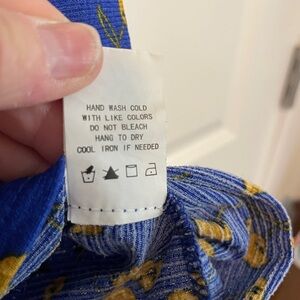 HAND WASH COLD
WITH LIKE COLORS
DO NOT BLEACH
HANG TO DRY
COOL IRON IF NEEDED